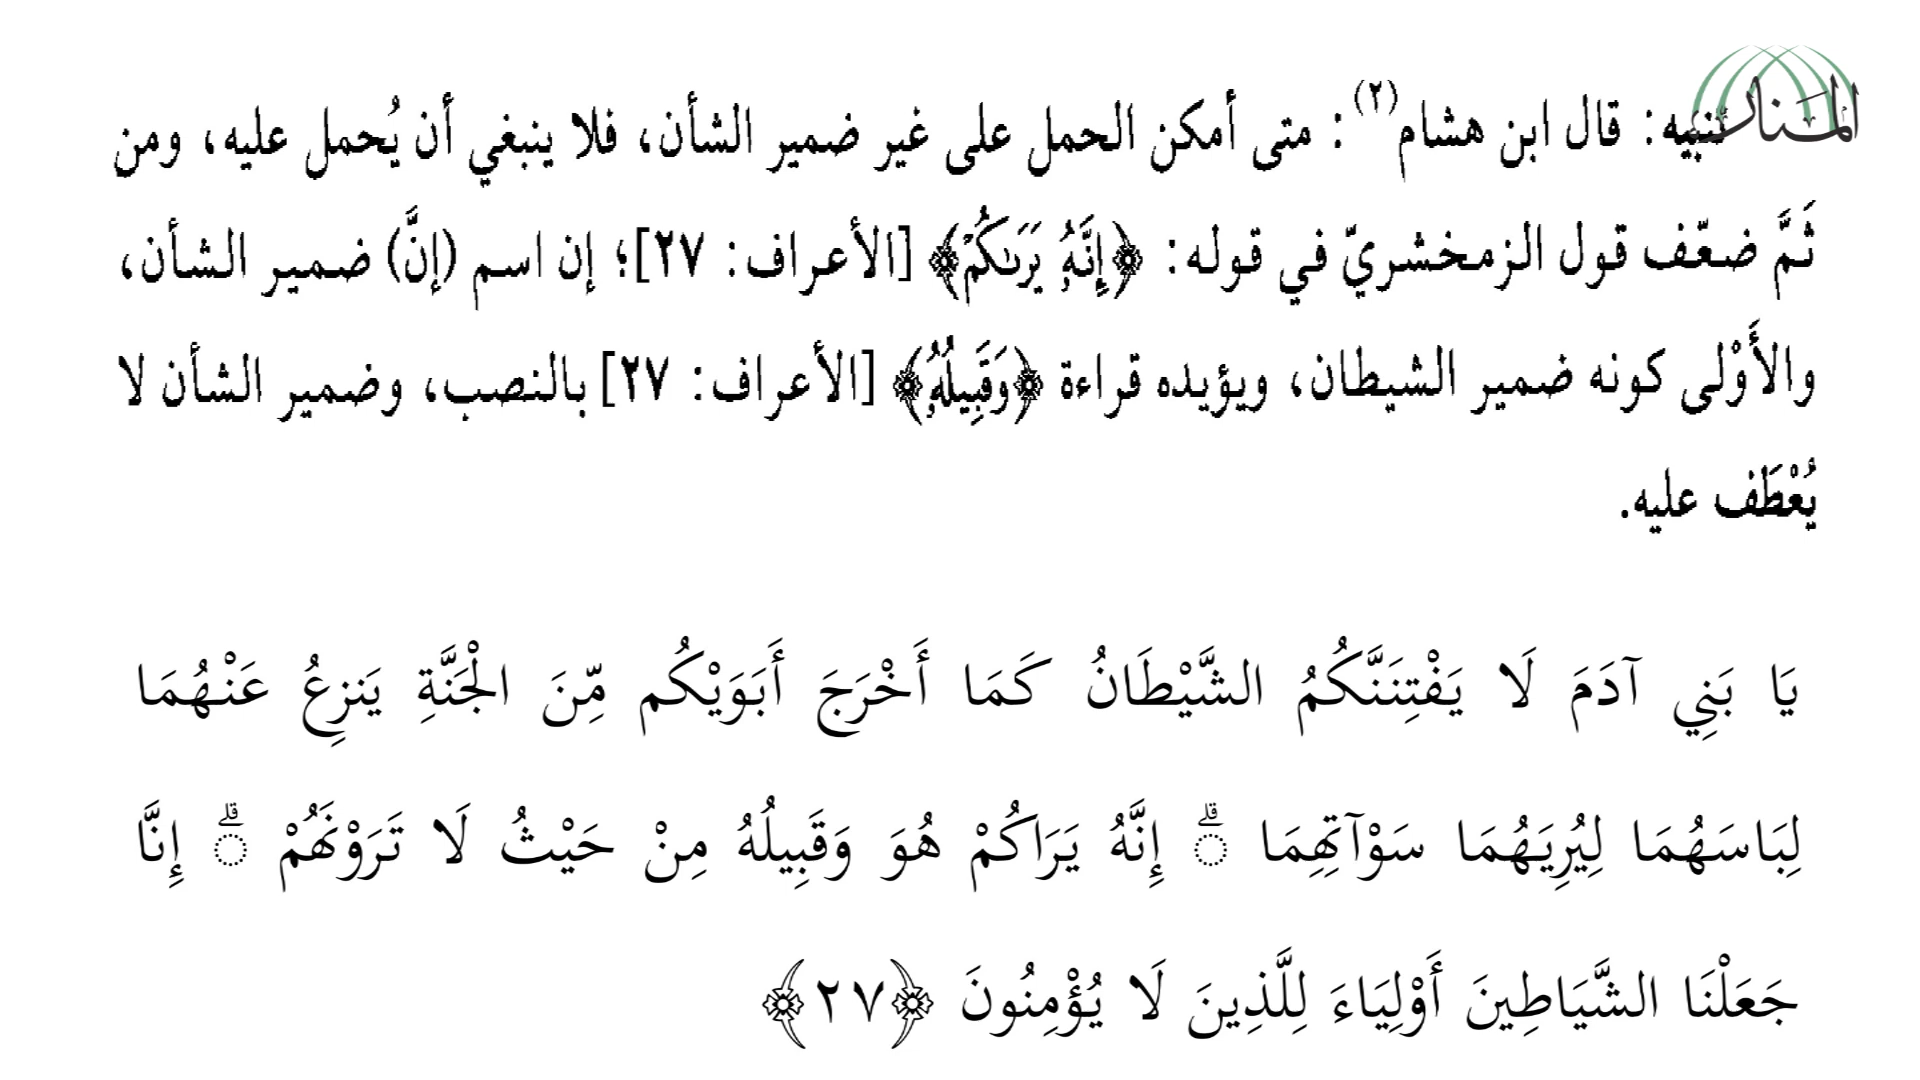 المنار
تنبيه: قال ابن هشام(٢): متى أمكن الحمل على غير ضمير الشأن، فلا ينبغي أن يُحمل عليه، ومن
ثَمَّ ضعّف قول الزمخشريّ في قوله: ﴿إِنَّهُۥ يَرَىٰكُمْ﴾ [الأعراف: ٢٧]؛ إن اسم (إنَّ) ضمير الشأن،
والأَوْلى كونه ضمير الشيطان، ويؤيده قراءة ﴿وَقَبِيلُهُۥ﴾ [الأعراف: ٢٧] بالنصب، وضمير الشأن لا
يُعْطَف عليه.
يَا بَنِي آدَمَ لَا يَفْتِنَنَّكُمُ الشَّيْطَانُ كَمَا أَخْرَجَ أَبَوَيْكُم مِّنَ الْجَنَّةِ يَنزِعُ عَنْهُمَا
لِبَاسَهُمَا لِيُرِيَهُمَا سَوْآتِهِمَا ۗ إِنَّهُ يَرَاكُمْ هُوَ وَقَبِيلُهُ مِنْ حَيْثُ لَا تَرَوْنَهُمْ ۗ إِنَّا
جَعَلْنَا الشَّيَاطِينَ أَوْلِيَاءَ لِلَّذِينَ لَا يُؤْمِنُونَ ﴿٢٧﴾